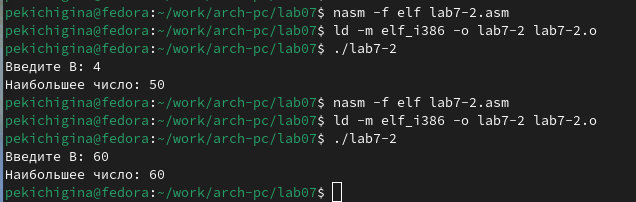 pekichigina@fedora:~/work/arch-pc/lab07$ nasm -f elf lab7-2.asm
pekichigina@fedora:~/work/arch-pc/lab07$ ld -m elf_i386 -o lab7-2 lab7-2.o
pekichigina@fedora:~/work/arch-pc/lab07$ ./lab7-2
Введите B: 4
Наибольшее число: 50
pekichigina@fedora:~/work/arch-pc/lab07$ nasm -f elf lab7-2.asm
pekichigina@fedora:~/work/arch-pc/lab07$ ld -m elf_i386 -o lab7-2 lab7-2.o
pekichigina@fedora:~/work/arch-pc/lab07$ ./lab7-2
Введите B: 60
Наибольшее число: 60
pekichigina@fedora:~/work/arch-pc/lab07$